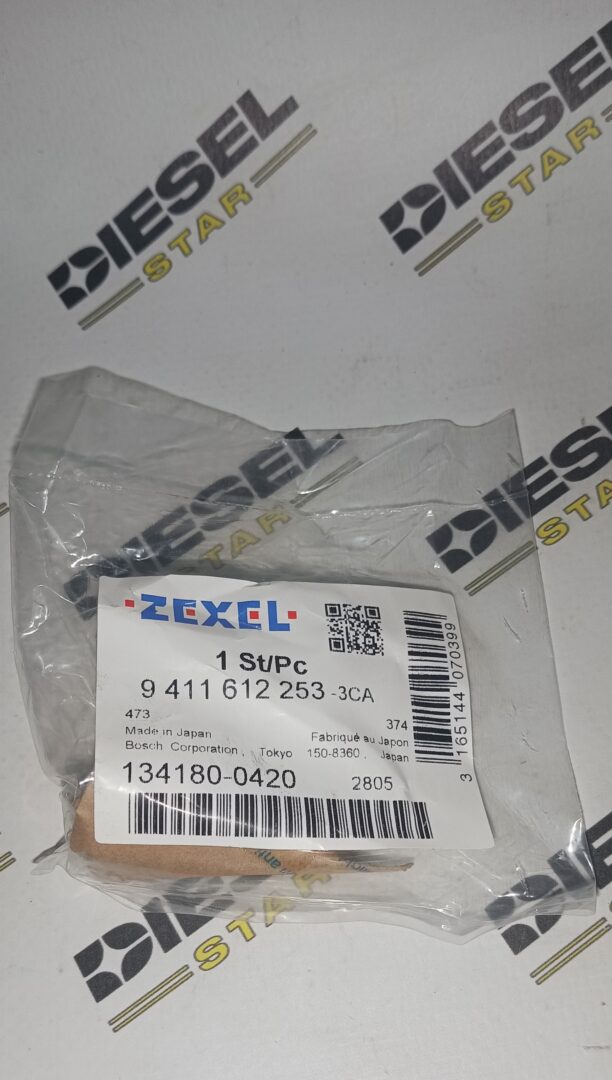 DIESEL
STAR
DIESEL
STAR
DIESEL
STAR
DIESEL
STAR
ZEXEL
1 St/Pc
9 411 612 253 -3CA
473
374
Made in Japan
Fabriqué au Japon
Bosch Corporation, Tokyo 150-8360, Japan
134180-0420
2805
3 165144 070399
DIESEL
STAR